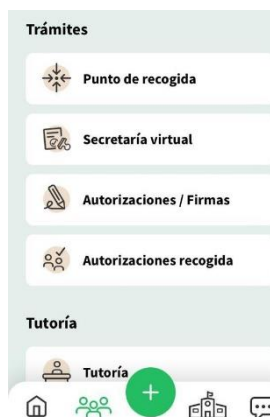 Trámites
Punto de recogida
Secretaría virtual
Autorizaciones / Firmas
Autorizaciones recogida
Tutoría
Tutoría